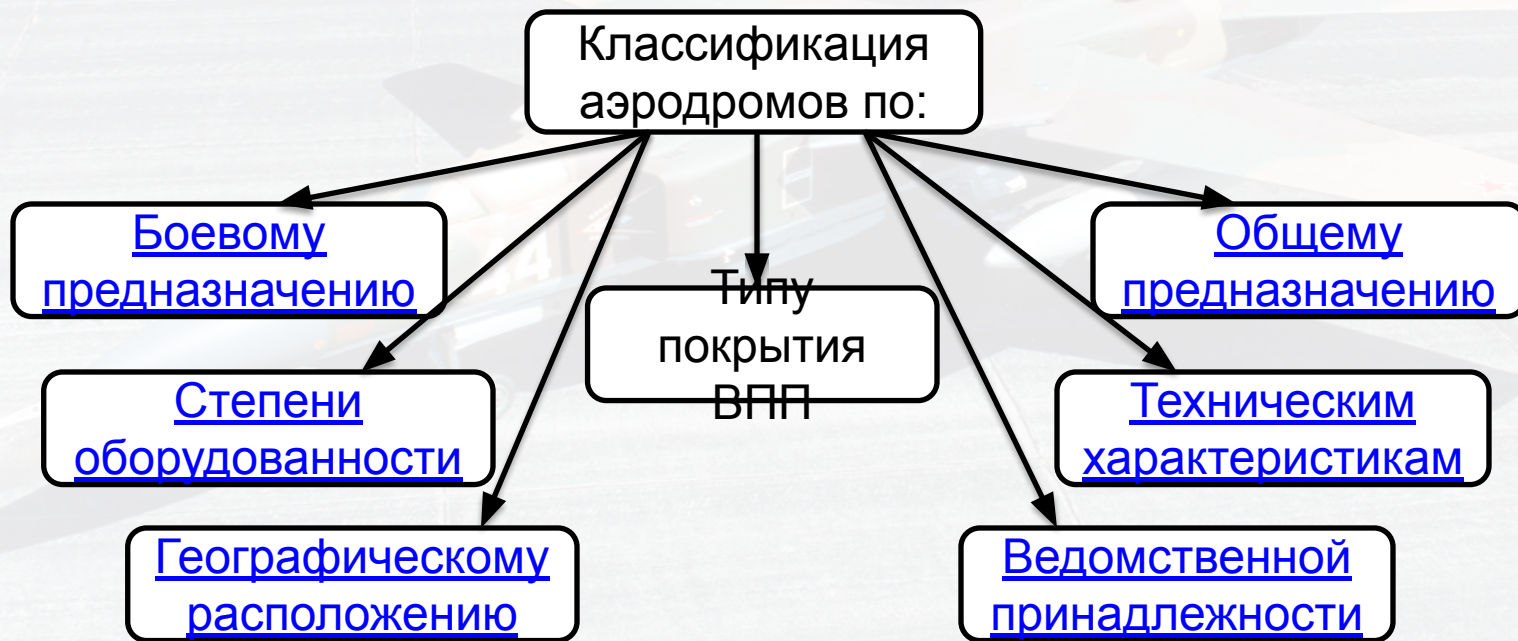 Классификация
аэродромов по:
Боевому
предназначению
Общему
предназначению
Типу
покрытия
ВПП
Степени
оборудованности
Техническим
характеристикам
Географическому
расположению
Ведомственной
принадлежности